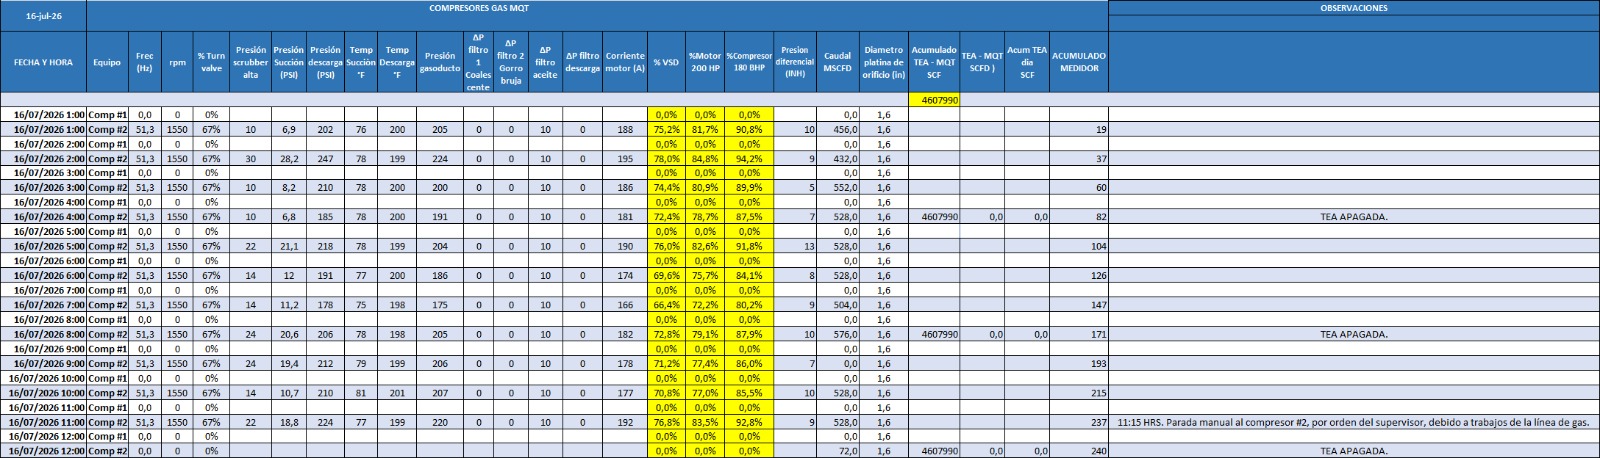 16-jul-26 COMPRESORES GAS MQT OBSERVACIONES
FECHA Y HORA Equipo Frec (Hz) rpm % Turn valve Presión scrubber alta Presión Succión (PSI) Presión descarga (PSI) Temp Succión °F Temp Descarga °F Presión gasoducto ΔP filtro 1 Coalescente ΔP filtro 2 Gorro bruja ΔP filtro aceite ΔP filtro descarga Corriente motor (A) % VSD %Motor 200 HP %Compresor 180 BHP Presion diferencial (INH) Caudal MSCFD Diametro platina de orificio (in) Acumulado TEA - MQT SCF TEA - MQT SCFD ) Acum TEA dia SCF ACUMULADO MEDIDOR
4607990
16/07/2026 1:00 Comp #1 0,0 0 0% 0,0% 0,0% 0,0% 0,0 1,6
16/07/2026 1:00 Comp #2 51,3 1550 67% 10 6,9 202 76 200 205 0 0 10 0 188 75,2% 81,7% 90,8% 10 456,0 1,6 19
16/07/2026 2:00 Comp #1 0,0 0 0% 0,0% 0,0% 0,0% 0,0 1,6
16/07/2026 2:00 Comp #2 51,3 1550 67% 30 28,2 247 78 199 224 0 0 10 0 195 78,0% 84,8% 94,2% 9 432,0 1,6 37
16/07/2026 3:00 Comp #1 0,0 0 0% 0,0% 0,0% 0,0% 0,0 1,6
16/07/2026 3:00 Comp #2 51,3 1550 67% 10 8,2 210 78 200 200 0 0 10 0 186 74,4% 80,9% 89,9% 5 552,0 1,6 60
16/07/2026 4:00 Comp #1 0,0 0 0% 0,0% 0,0% 0,0% 0,0 1,6
16/07/2026 4:00 Comp #2 51,3 1550 67% 10 6,8 185 78 200 191 0 0 10 0 181 72,4% 78,7% 87,5% 7 528,0 1,6 4607990 0,0 0,0 82 TEA APAGADA.
16/07/2026 5:00 Comp #1 0,0 0 0% 0,0% 0,0% 0,0% 0,0 1,6
16/07/2026 5:00 Comp #2 51,3 1550 67% 22 21,1 218 78 199 204 0 0 10 0 190 76,0% 82,6% 91,8% 13 528,0 1,6 104
16/07/2026 6:00 Comp #1 0,0 0 0% 0,0% 0,0% 0,0% 0,0 1,6
16/07/2026 6:00 Comp #2 51,3 1550 67% 14 12 191 77 200 186 0 0 10 0 174 69,6% 75,7% 84,1% 8 528,0 1,6 126
16/07/2026 7:00 Comp #1 0,0 0 0% 0,0% 0,0% 0,0% 0,0 1,6
16/07/2026 7:00 Comp #2 51,3 1550 67% 14 11,2 178 75 198 175 0 0 10 0 166 66,4% 72,2% 80,2% 9 504,0 1,6 147
16/07/2026 8:00 Comp #1 0,0 0 0% 0,0% 0,0% 0,0% 0,0 1,6
16/07/2026 8:00 Comp #2 51,3 1550 67% 24 20,6 206 78 198 205 0 0 10 0 182 72,8% 79,1% 87,9% 10 576,0 1,6 4607990 0,0 0,0 171 TEA APAGADA.
16/07/2026 9:00 Comp #1 0,0 0 0% 0,0% 0,0% 0,0% 0,0 1,6
16/07/2026 9:00 Comp #2 51,3 1550 67% 24 19,4 212 79 199 206 0 0 10 0 178 71,2% 77,4% 86,0% 7 0,0 1,6 193
16/07/2026 10:00 Comp #1 0,0 0 0% 0,0% 0,0% 0,0% 0,0 1,6
16/07/2026 10:00 Comp #2 51,3 1550 67% 14 10,7 210 81 201 207 0 0 10 0 177 70,8% 77,0% 85,5% 10 528,0 1,6 215
16/07/2026 11:00 Comp #1 0,0 0 0% 0,0% 0,0% 0,0% 0,0 1,6
16/07/2026 11:00 Comp #2 51,3 1550 67% 22 18,8 224 77 199 220 0 0 10 0 192 76,8% 83,5% 92,8% 9 528,0 1,6 237 11:15 HRS. Parada manual al compresor #2, por orden del supervisor, debido a trabajos de la línea de gas.
16/07/2026 12:00 Comp #1 0,0 0 0% 0,0% 0,0% 0,0% 0,0 1,6
16/07/2026 12:00 Comp #2 0,0 0 0% 0,0% 0,0% 0,0% 72,0 1,6 4607990 0,0 0,0 240 TEA APAGADA.